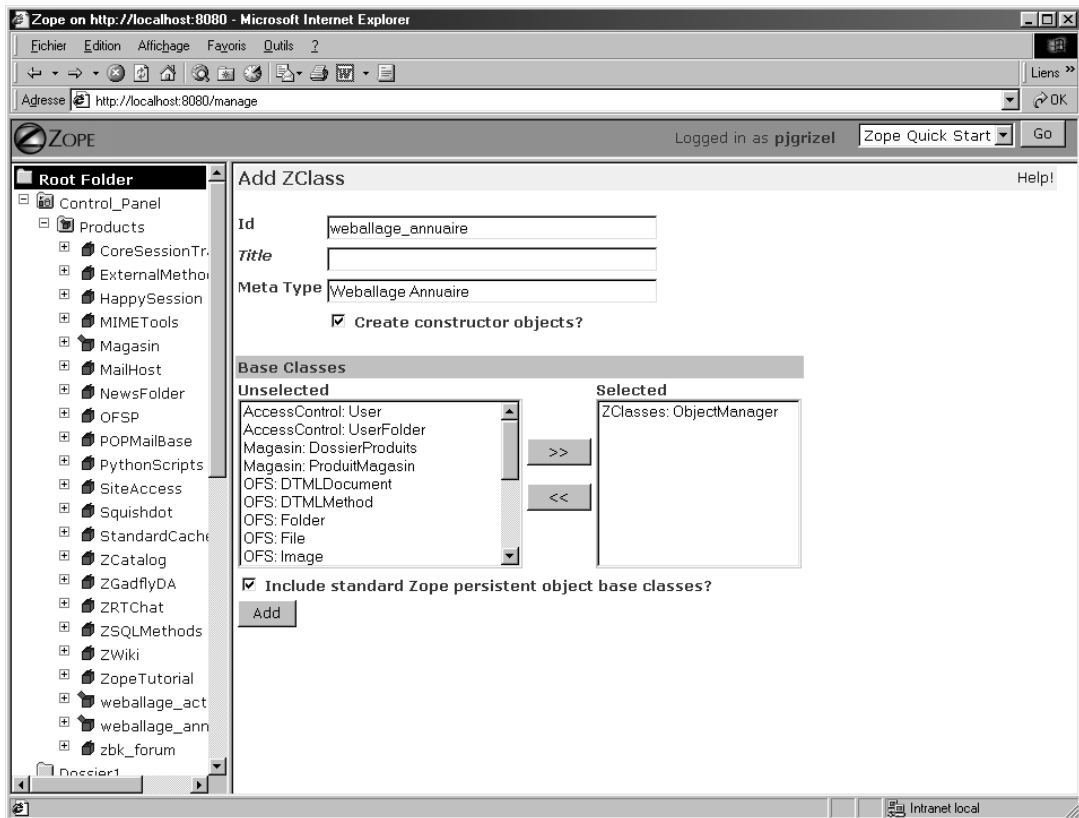 Zope on http://localhost:8080 - Microsoft Internet Explorer
Fichier Edition Affichage Favoris Outils ?
Liens »
Adresse http://localhost:8080/manage OK
ZOPE Logged in as pjgrizel Zope Quick Start Go
Root Folder
Control_Panel
Products
CoreSessionTr
ExternalMetho
HappySession
MIMETools
Magasin
MailHost
NewsFolder
OFSP
POPMailBase
PythonScripts
SiteAccess
Squishdot
StandardCache
ZCatalog
ZGadflyDA
ZRTChat
ZSQLMethods
ZWiki
ZopeTutorial
weballage_act
weballage_ann
zbk_forum
Dossier1
Add ZClass Help!
Id weballage_annuaire
Title
Meta Type Weballage Annuaire
Create constructor objects?
Base Classes
Unselected Selected
AccessControl: User ZClasses: ObjectManager
AccessControl: UserFolder
Magasin: DossierProduits
Magasin: ProduitMagasin
OFS: DTMLDocument
OFS: DTMLMethod
OFS: Folder
OFS: File
OFS: Image
>>
<<
Include standard Zope persistent object base classes?
Add
Intranet local